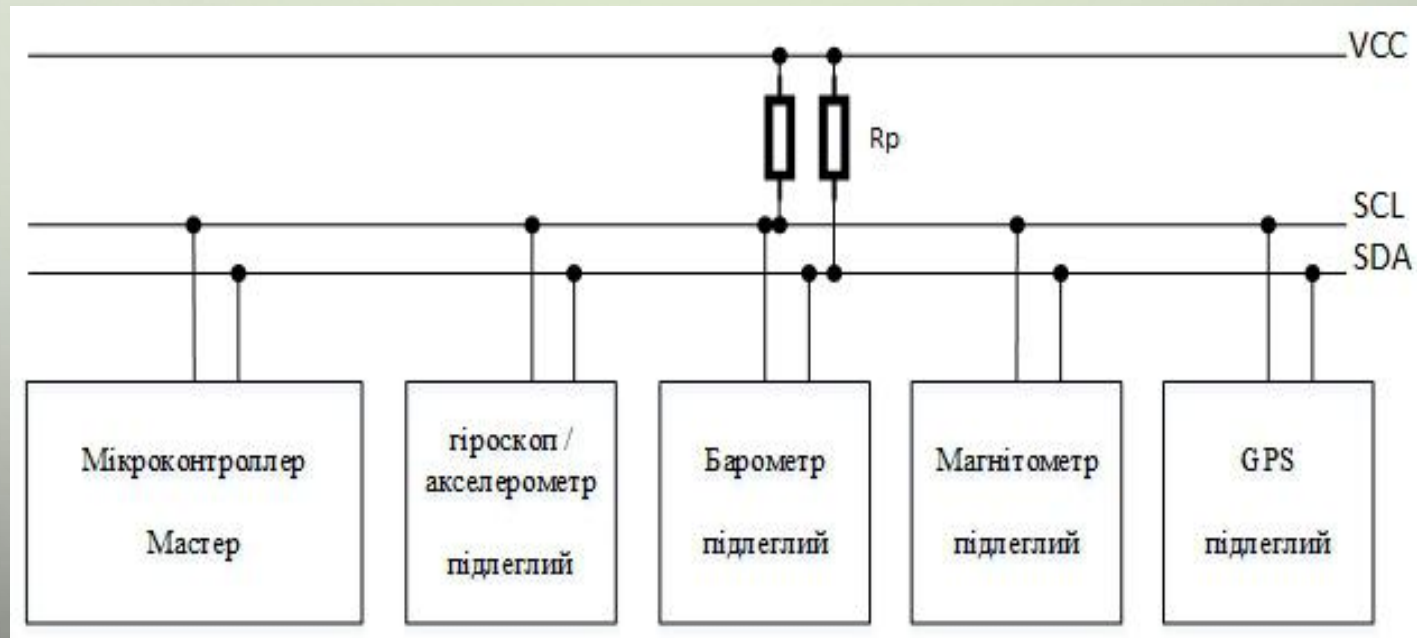 VCC
Rp
SCL
SDA
Мікроконтроллер
Мастер
гіроскоп /
акселерометр
підлеглий
Барометр
підлеглий
Магнітометр
підлеглий
GPS
підлеглий